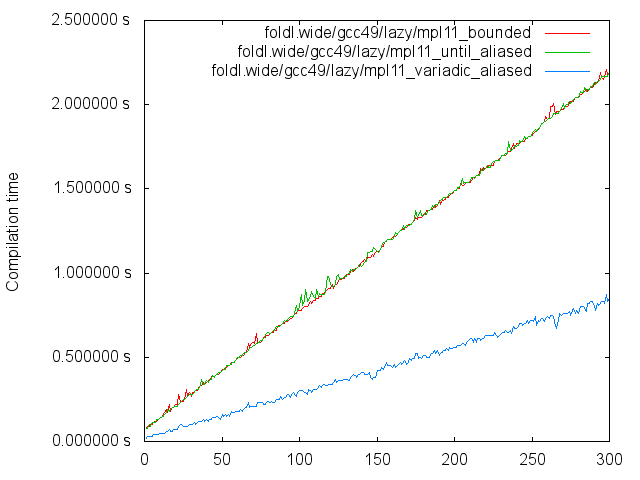 2.500000 s
2.000000 s
1.500000 s
1.000000 s
0.500000 s
0.000000 s
Compilation time
foldl.wide/gcc49/lazy/mpl11_bounded
foldl.wide/gcc49/lazy/mpl11_until_aliased
foldl.wide/gcc49/lazy/mpl11_variadic_aliased
0 50 100 150 200 250 300